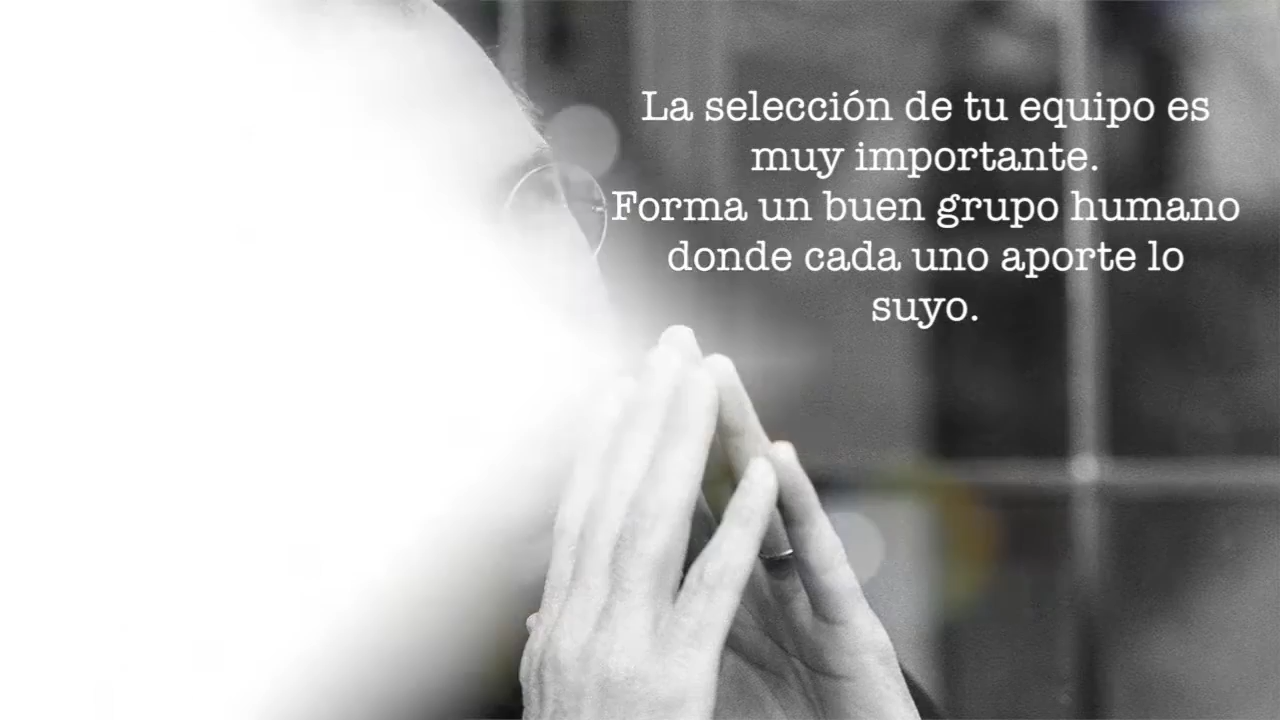 La selección de tu equipo es
muy importante.
Forma un buen grupo humano
donde cada uno aporte lo
suyo.